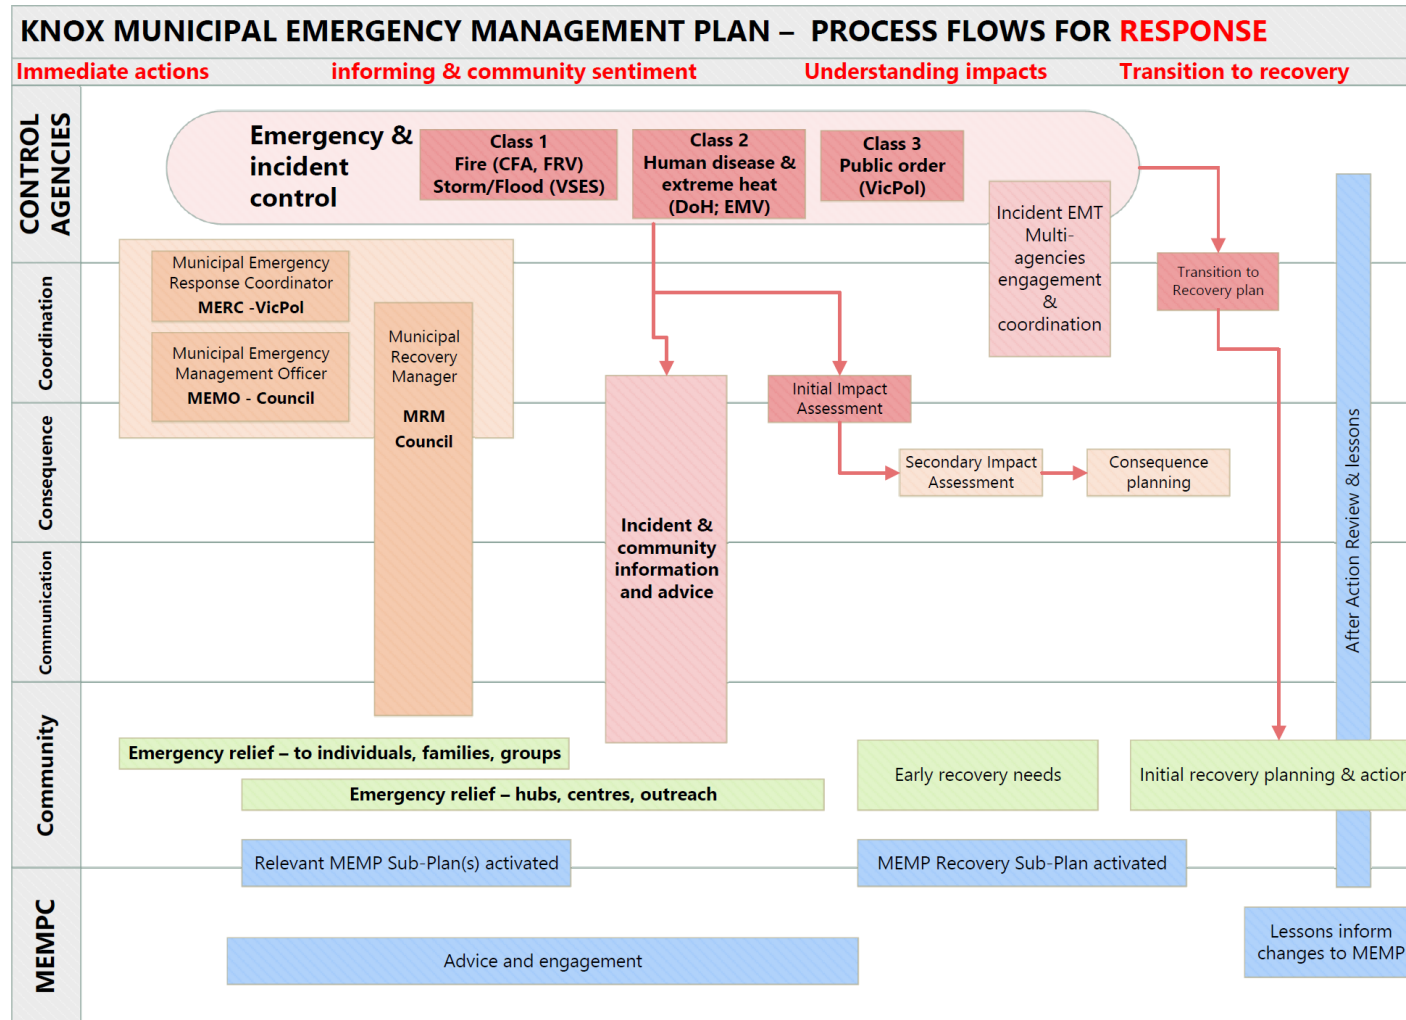 KNOX MUNICIPAL EMERGENCY MANAGEMENT PLAN – PROCESS FLOWS FOR RESPONSE
Immediate actions
informing & community sentiment
Understanding impacts
Transition to recovery
CONTROL
AGENCIES
Emergency &
incident
control
Class 1
Fire (CFA, FRV)
Storm/Flood (VSES)
Class 2
Human disease &
extreme heat
(DoH; EMV)
Class 3
Public order
(VicPol)
Incident EMT
Multi-
agencies
engagement
&
coordination
Transition to
Recovery plan
Coordination
Municipal Emergency
Response Coordinator
MERC -VicPol
Municipal Emergency
Management Officer
MEMO - Council
Municipal
Recovery
Manager
MRM
Council
Initial Impact
Assessment
Consequence
Secondary Impact
Assessment
Consequence
planning
Incident &
community
information
and advice
After Action Review & lessons
Communication
Community
Emergency relief – to individuals, families, groups
Emergency relief – hubs, centres, outreach
Early recovery needs
Initial recovery planning & action
Relevant MEMP Sub-Plan(s) activated
MEMP Recovery Sub-Plan activated
MEMPC
Advice and engagement
Lessons inform
changes to MEMP